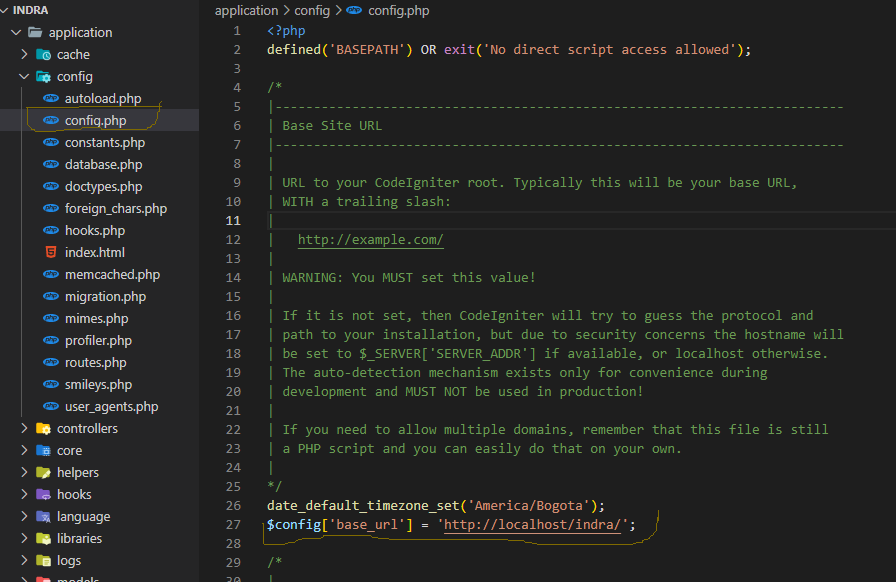 INDRA
application
cache
config
autoload.php
config.php
constants.php
database.php
doctypes.php
foreign_chars.php
hooks.php
index.html
memcached.php
migration.php
mimes.php
profiler.php
routes.php
smileys.php
user_agents.php
controllers
core
helpers
hooks
language
libraries
logs
models
application > config > config.php
1 <?php
2 defined('BASEPATH') OR exit('No direct script access allowed');
3
4 /*
5 |--------------------------------------------------------------------------
6 | Base Site URL
7 |--------------------------------------------------------------------------
8 |
9 | URL to your CodeIgniter root. Typically this will be your base URL,
10 | WITH a trailing slash:
11 |
12 | http://example.com/
13 |
14 | WARNING: You MUST set this value!
15 |
16 | If it is not set, then CodeIgniter will try to guess the protocol and
17 | path to your installation, but due to security concerns the hostname will
18 | be set to $_SERVER['SERVER_ADDR'] if available, or localhost otherwise.
19 | The auto-detection mechanism exists only for convenience during
20 | development and MUST NOT be used in production!
21 |
22 | If you need to allow multiple domains, remember that this file is still
23 | a PHP script and you can easily do that on your own.
24 |
25 */
26 date_default_timezone_set('America/Bogota');
27 $config['base_url'] = 'http://localhost/indra/';
28
29 /*
30 |